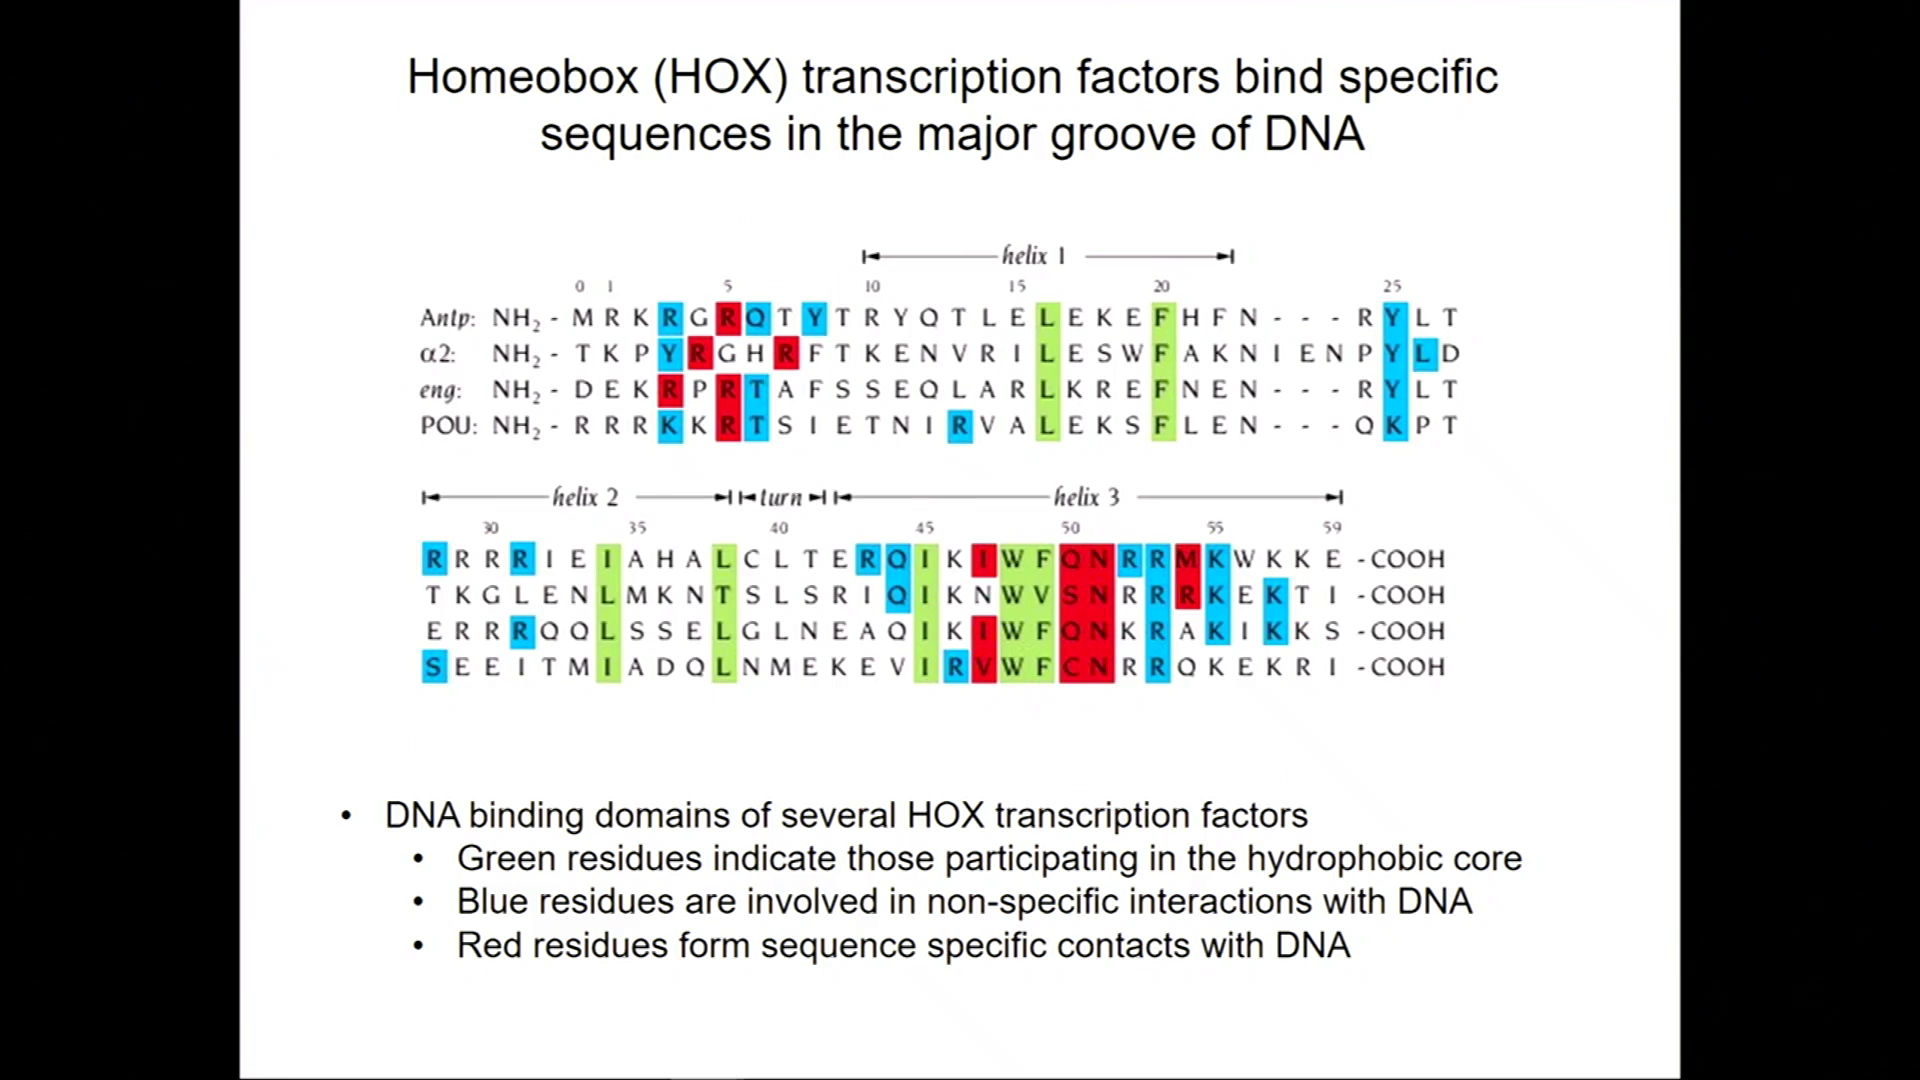 Homeobox (HOX) transcription factors bind specific
sequences in the major groove of DNA
helix 1
0 1 5 10 15 20 25
Antp: NH2 - M R K R G R Q T Y T R Y Q T L E L E K E F H F N - - - R Y L T
α2: NH2 - T K P Y R G H R F T K E N V R I L E S W F A K N I E N P Y L D
eng: NH2 - D E K R P R T A F S S E Q L A R L K R E F N E N - - - R Y L T
POU: NH2 - R R R K K R T S I E T N I R V A L E K S F L E N - - - Q K P T
helix 2 turn helix 3
30 35 40 45 50 55 59
R R R R I E I A H A L C L T E R Q I K I W F Q N R R M K W K K E - COOH
T K G L E N L M K N T S L S R I Q I K N W V S N R R R K E K T I - COOH
E R R R Q Q L S S E L G L N E A Q I K I W F Q N K R A K I K K S - COOH
S E E I T M I A D Q L N M E K E V I R V W F C N R R Q K E K R I - COOH
• DNA binding domains of several HOX transcription factors
• Green residues indicate those participating in the hydrophobic core
• Blue residues are involved in non-specific interactions with DNA
• Red residues form sequence specific contacts with DNA